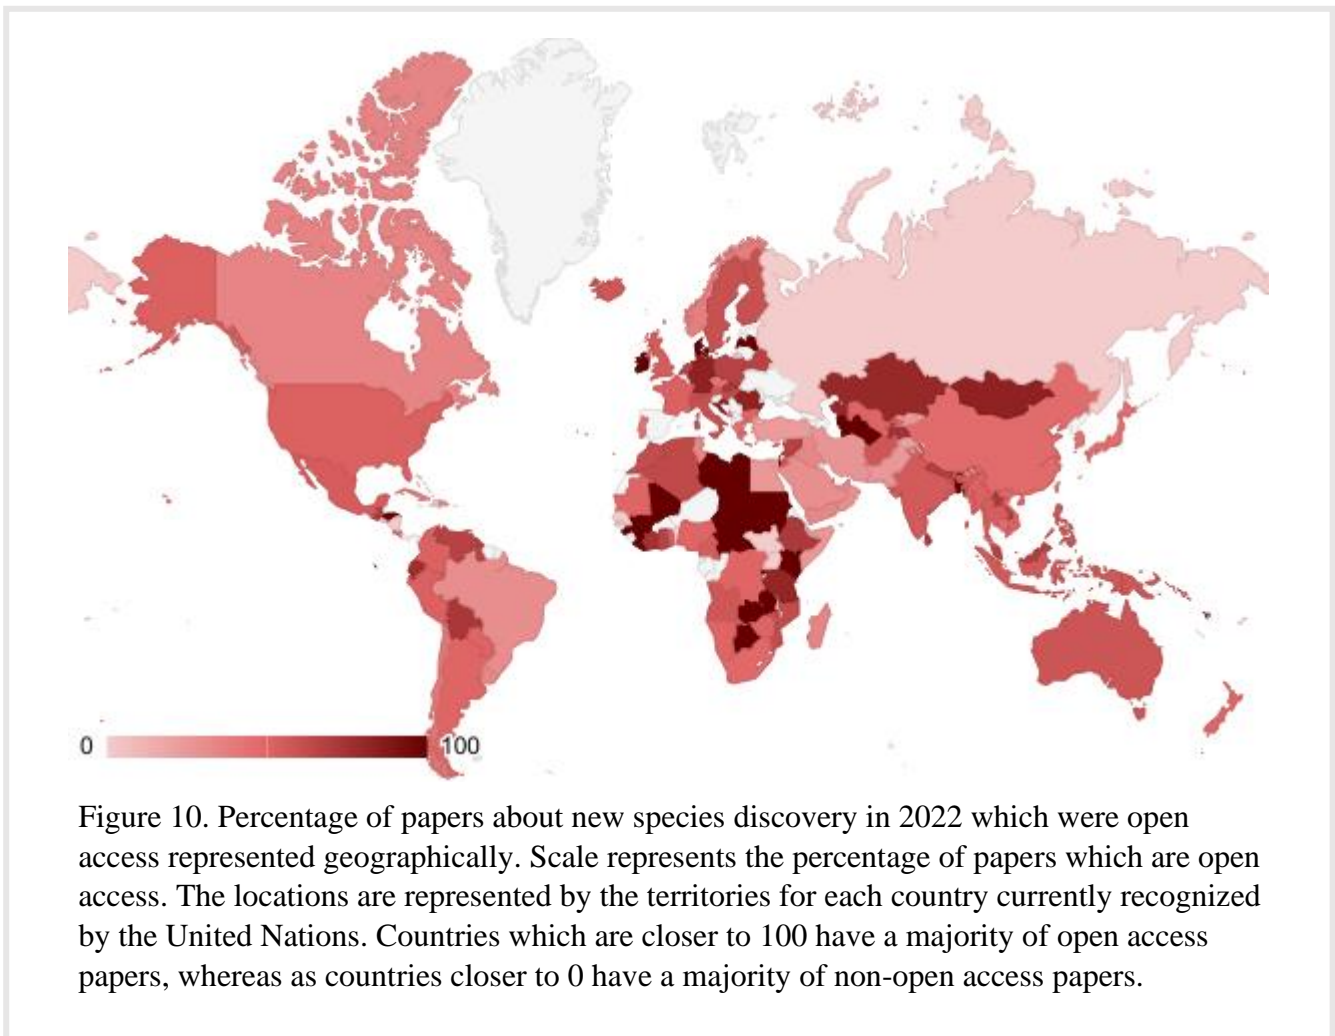 0
100
Figure 10. Percentage of papers about new species discovery in 2022 which were open
access represented geographically. Scale represents the percentage of papers which are open
access. The locations are represented by the territories for each country currently recognized
by the United Nations. Countries which are closer to 100 have a majority of open access
papers, whereas as countries closer to 0 have a majority of non-open access papers.